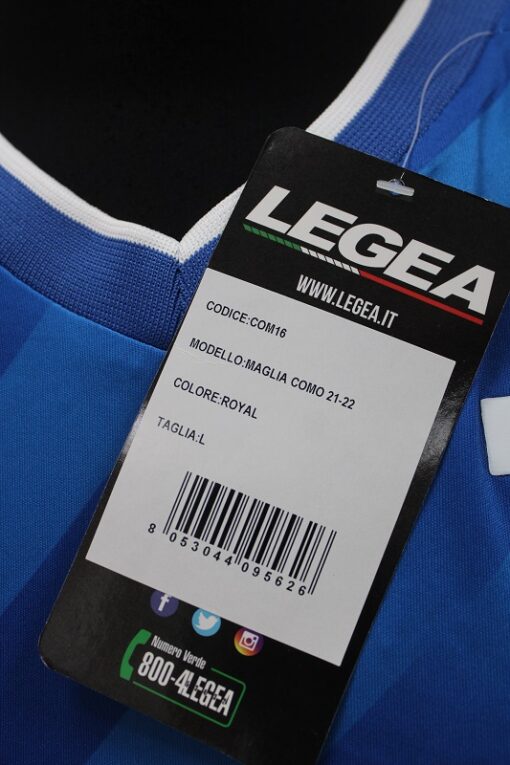 LEGEA
WWW.LEGEA.IT
CODICE:COM16
MODELLO:MAGLIA COMO 21-22
COLORE:ROYAL
TAGLIA:L
8 053044 095626
f
Numero Verde
800-4LEGEA